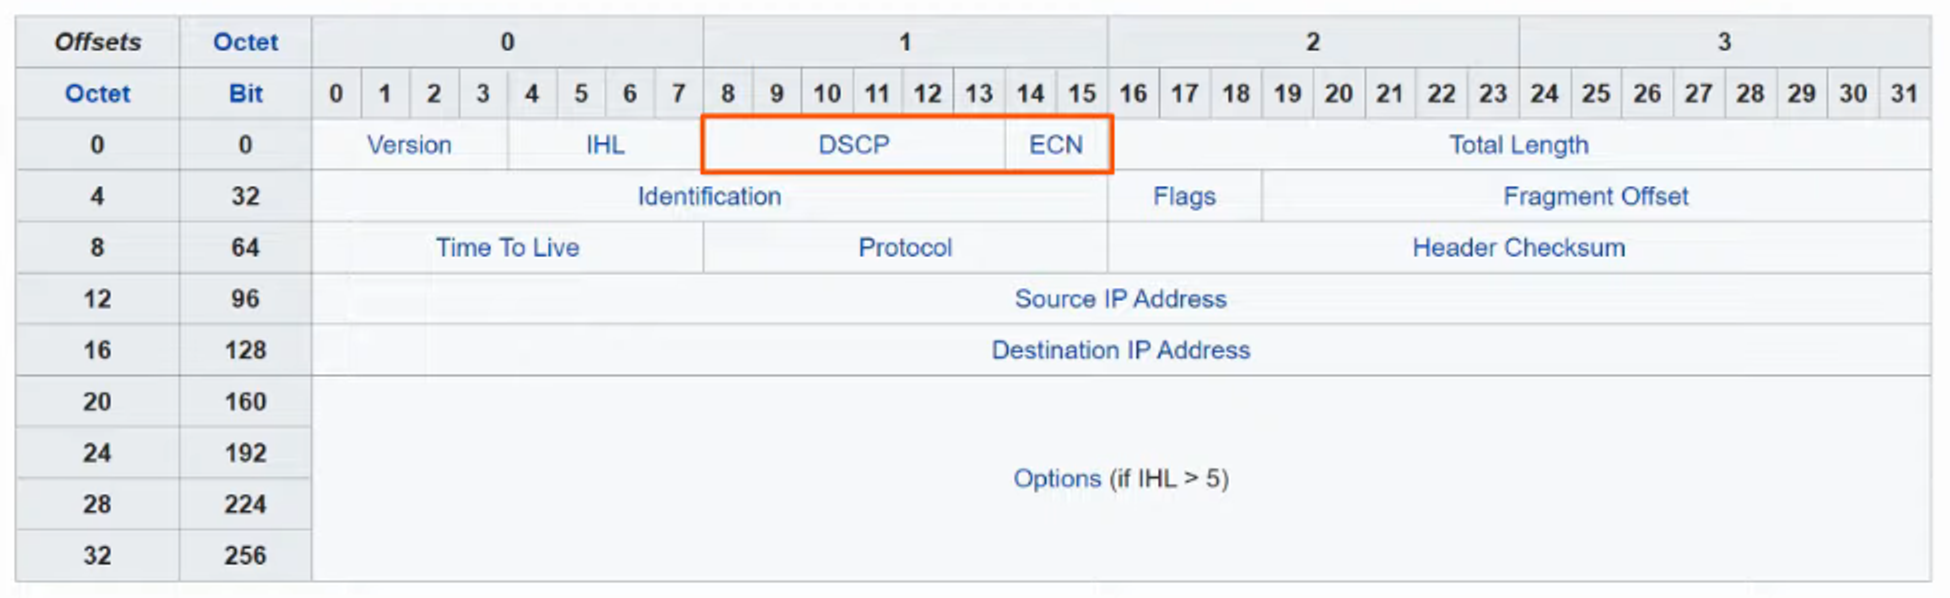 Offsets Octet 0 1 2 3
Octet Bit 0 1 2 3 4 5 6 7 8 9 10 11 12 13 14 15 16 17 18 19 20 21 22 23 24 25 26 27 28 29 30 31
0 0 Version IHL DSCP ECN Total Length
4 32 Identification Flags Fragment Offset
8 64 Time To Live Protocol Header Checksum
12 96 Source IP Address
16 128 Destination IP Address
20 160
24 192
Options (if IHL > 5)
28 224
32 256